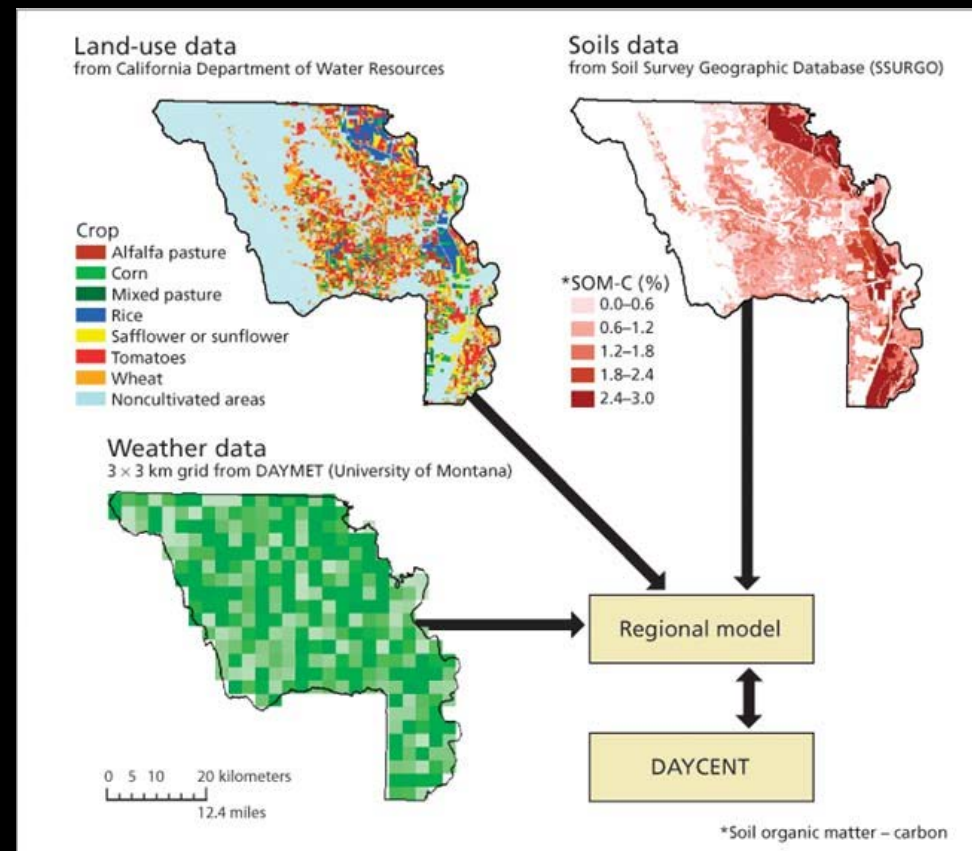 Land-use data
from California Department of Water Resources
Crop
Alfalfa pasture
Corn
Mixed pasture
Rice
Safflower or sunflower
Tomatoes
Wheat
Noncultivated areas
Soils data
from Soil Survey Geographic Database (SSURGO)
*SOM-C (%)
0.0–0.6
0.6–1.2
1.2–1.8
1.8–2.4
2.4–3.0
Weather data
3 × 3 km grid from DAYMET (University of Montana)
0 5 10 20 kilometers
12.4 miles
Regional model
DAYCENT
*Soil organic matter – carbon